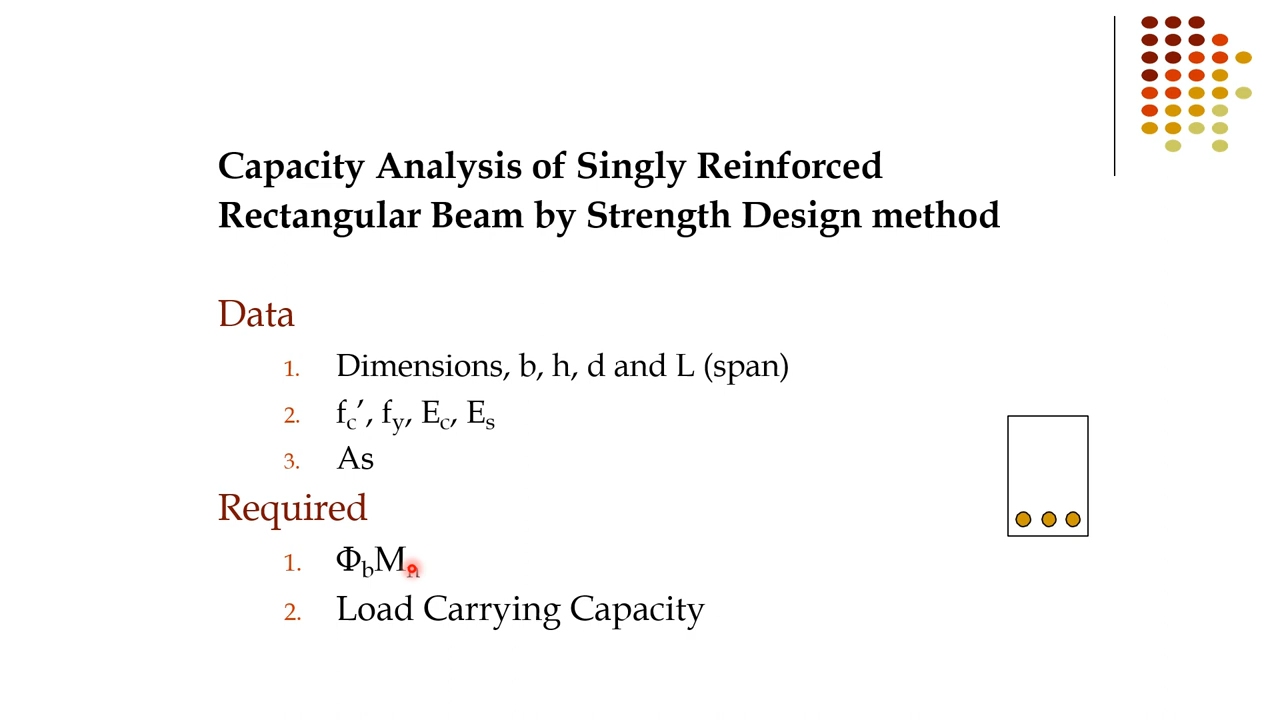 Capacity Analysis of Singly Reinforced
Rectangular Beam by Strength Design method
Data
1. Dimensions, b, h, d and L (span)
2. fc’, fy, Ec, Es
3. As
Required
1. ΦbMn
2. Load Carrying Capacity